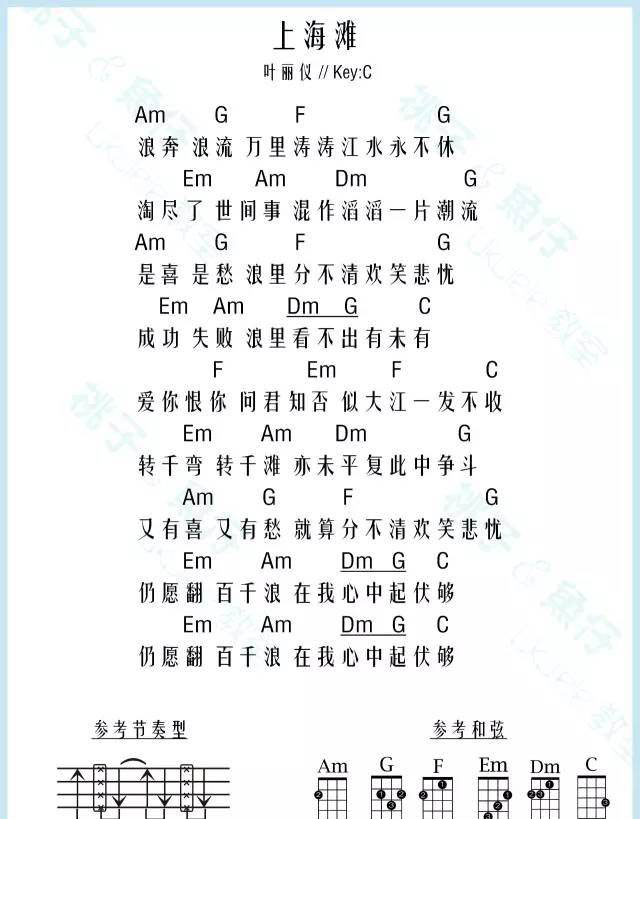 上海滩
叶丽仪 // Key:C
Am G F G
浪奔 浪流 万里涛涛江水永不休
Em Am Dm G
淘尽了 世间事 混作滔滔一片潮流
Am G F G
是喜 是愁 浪里分不清欢笑悲忧
Em Am Dm G C
成功 失败 浪里看不出有未有
F Em F C
爱你恨你 问君知否 似大江一发不收
Em Am Dm G
转千弯 转千滩 亦未平复此中争斗
Am G F G
又有喜 又有愁 就算分不清欢笑悲忧
Em Am Dm G C
仍愿翻 百千浪 在我心中起伏够
Em Am Dm G C
仍愿翻 百千浪 在我心中起伏够
参考节奏型 参考和弦
Am G F Em Dm C
桃子 & 魚仔
教室